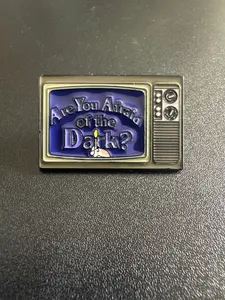 Are You Afraid
of the
Dark?